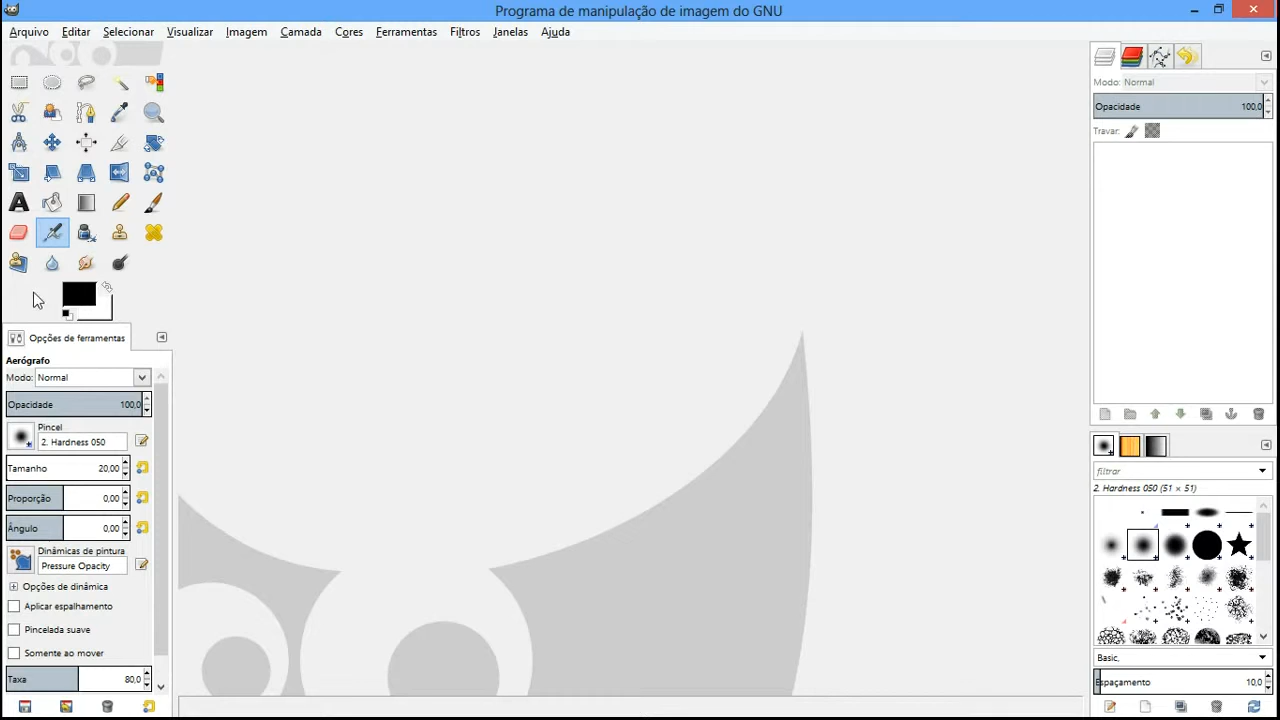 Programa de manipulação de imagem do GNU
Arquivo Editar Selecionar Visualizar Imagem Camada Cores Ferramentas Filtros Janelas Ajuda
Opções de ferramentas
Aerógrafo
Modo: Normal
Opacidade 100,0
Pincel
2. Hardness 050
Tamanho 20,00
Proporção 0,00
Ângulo 0,00
Dinâmicas de pintura
Pressure Opacity
Opções de dinâmica
Aplicar espalhamento
Pincelada suave
Somente ao mover
Taxa 80,0
Modo: Normal
Opacidade 100,0
Travar:
filtrar
2. Hardness 050 (51 × 51)
Basic,
Espaçamento 10,0